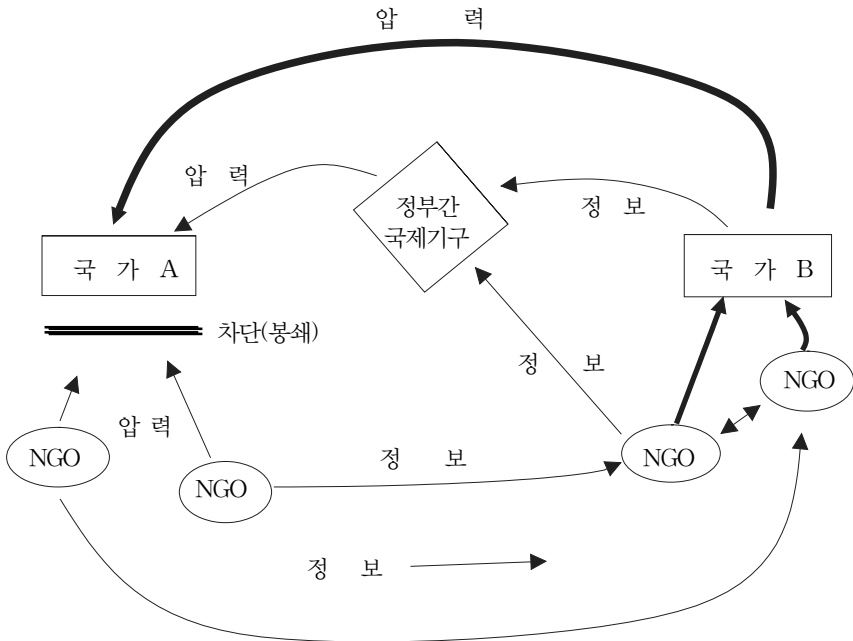 압 력
압 력
정부간
국제기구
정 보
국 가 A
국 가 B
차단(봉쇄)
정 보
NGO
압 력
NGO
정 보
NGO
NGO
정 보